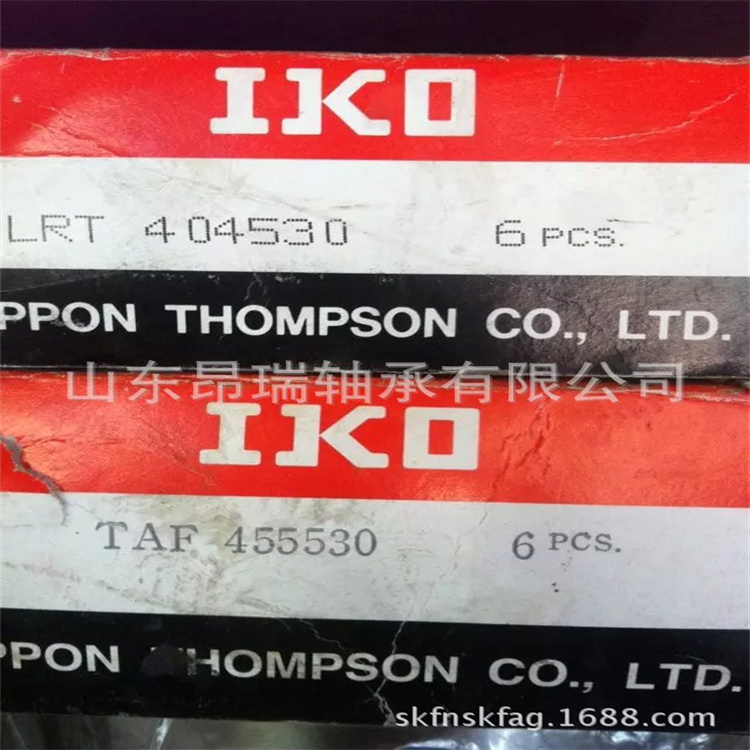 IKO
LRT 404530 6 PCS.
PPON THOMPSON CO., LTD.
山东昂瑞轴承有限公司
IKO
TAF 455530 6 PCS.
PPON THOMPSON CO., LTD.
skfnskfag.1688.com